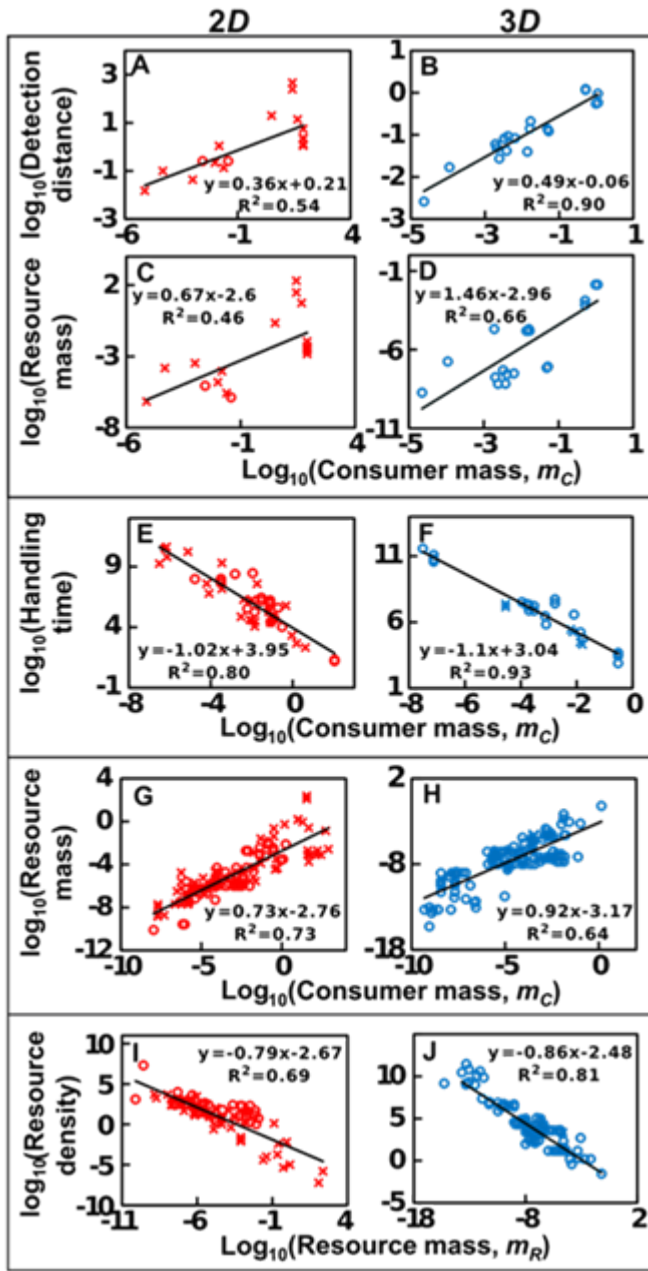 2D 3D
A B
log10(Detection distance)
3
1
-1
-3
y=0.36x+0.21
R²=0.54
-6 -1 4
1
0
-1
-2
-3
y=0.49x-0.06
R²=0.90
-5 -3 -1 1
C D
log10(Resource mass)
2
-3
-8
y=0.67x-2.6
R²=0.46
-6 -1 4
-1
-6
-11
y=1.46x-2.96
R²=0.66
-5 -3 -1 1
Log10(Consumer mass, mC)
E F
log10(Handling time)
9
4
-1
y=-1.02x+3.95
R²=0.80
-7 -5 -2 0
11
6
1
y=-1.1x+3.04
R²=0.93
-8 -6 -4 -2 0
Log10(Consumer mass, mC)
G H
log10(Resource mass)
4
0
-4
-8
-12
y=0.73x-2.76
R²=0.73
-10 -5 0
2
-8
-18
y=0.92x-3.17
R²=0.64
-10 -5 0
Log10(Consumer mass, mC)
I J
log10(Resource density)
10
5
0
-5
-10
y=-0.79x-2.67
R²=0.69
-11 -6 -1 4
10
5
0
-5
y=-0.86x-2.48
R²=0.81
-18 -8 2
Log10(Resource mass, mR)